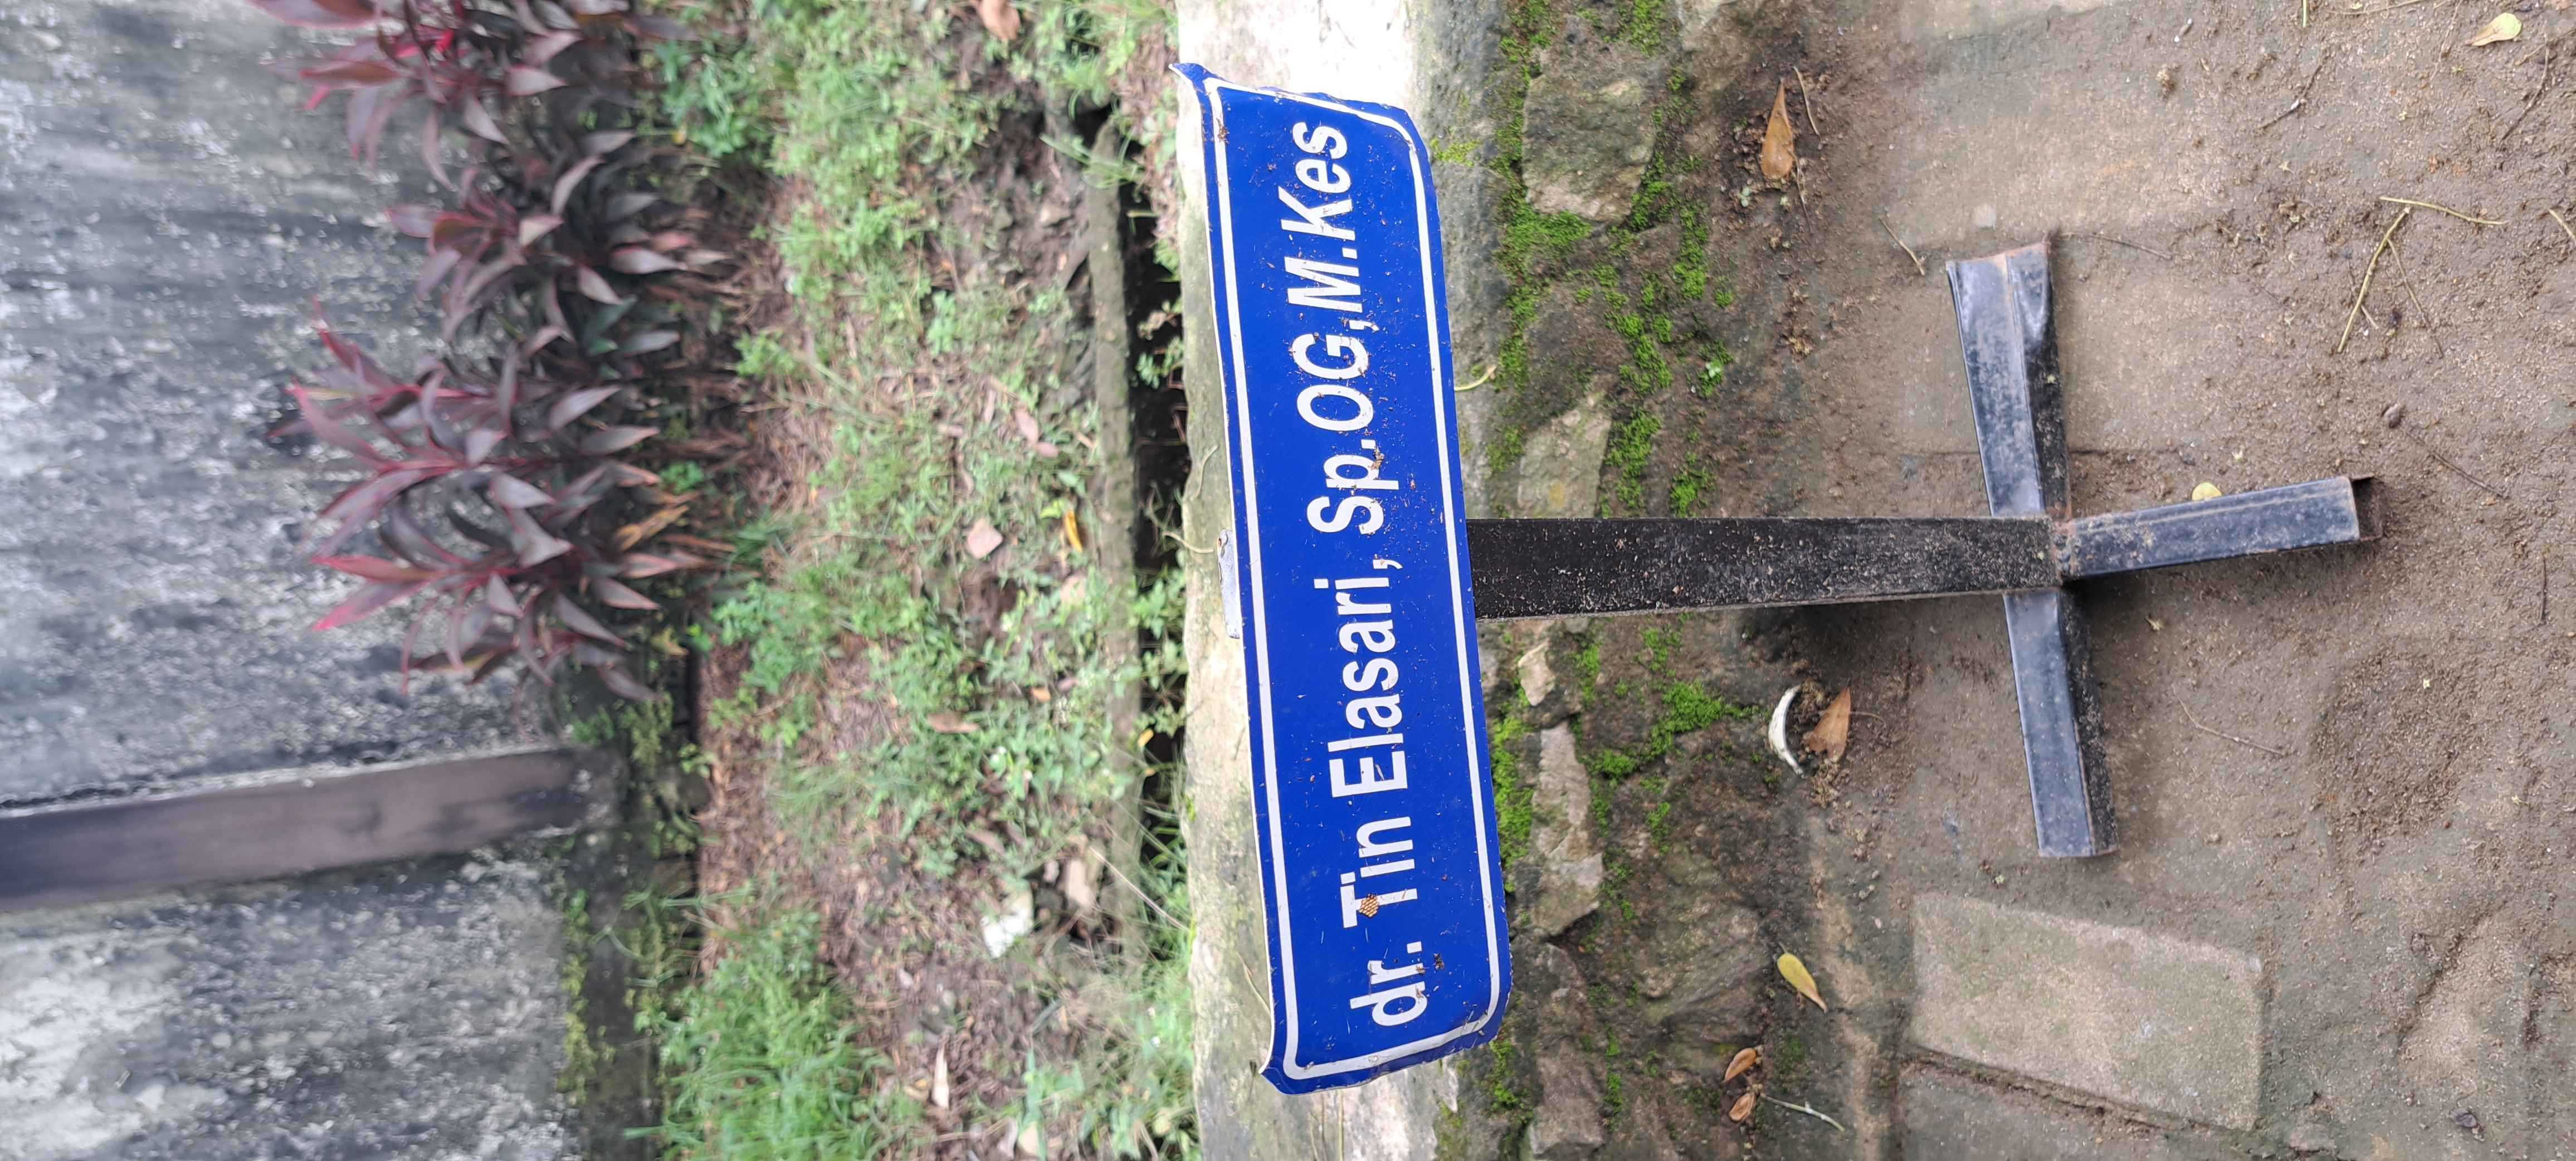 dr. Tin Elasari, Sp.OG,M.Kes